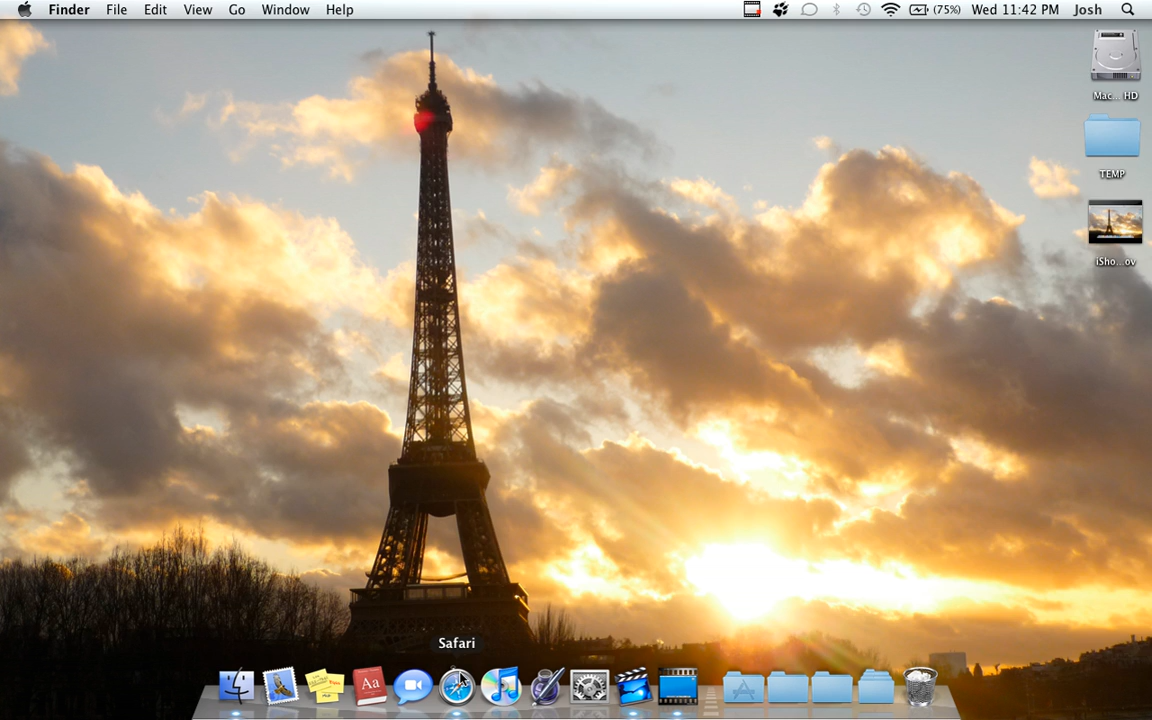 Finder File Edit View Go Window Help (75%) Wed 11:42 PM Josh
Mac... HD
TEMP
iSho...ov
Safari
Aa